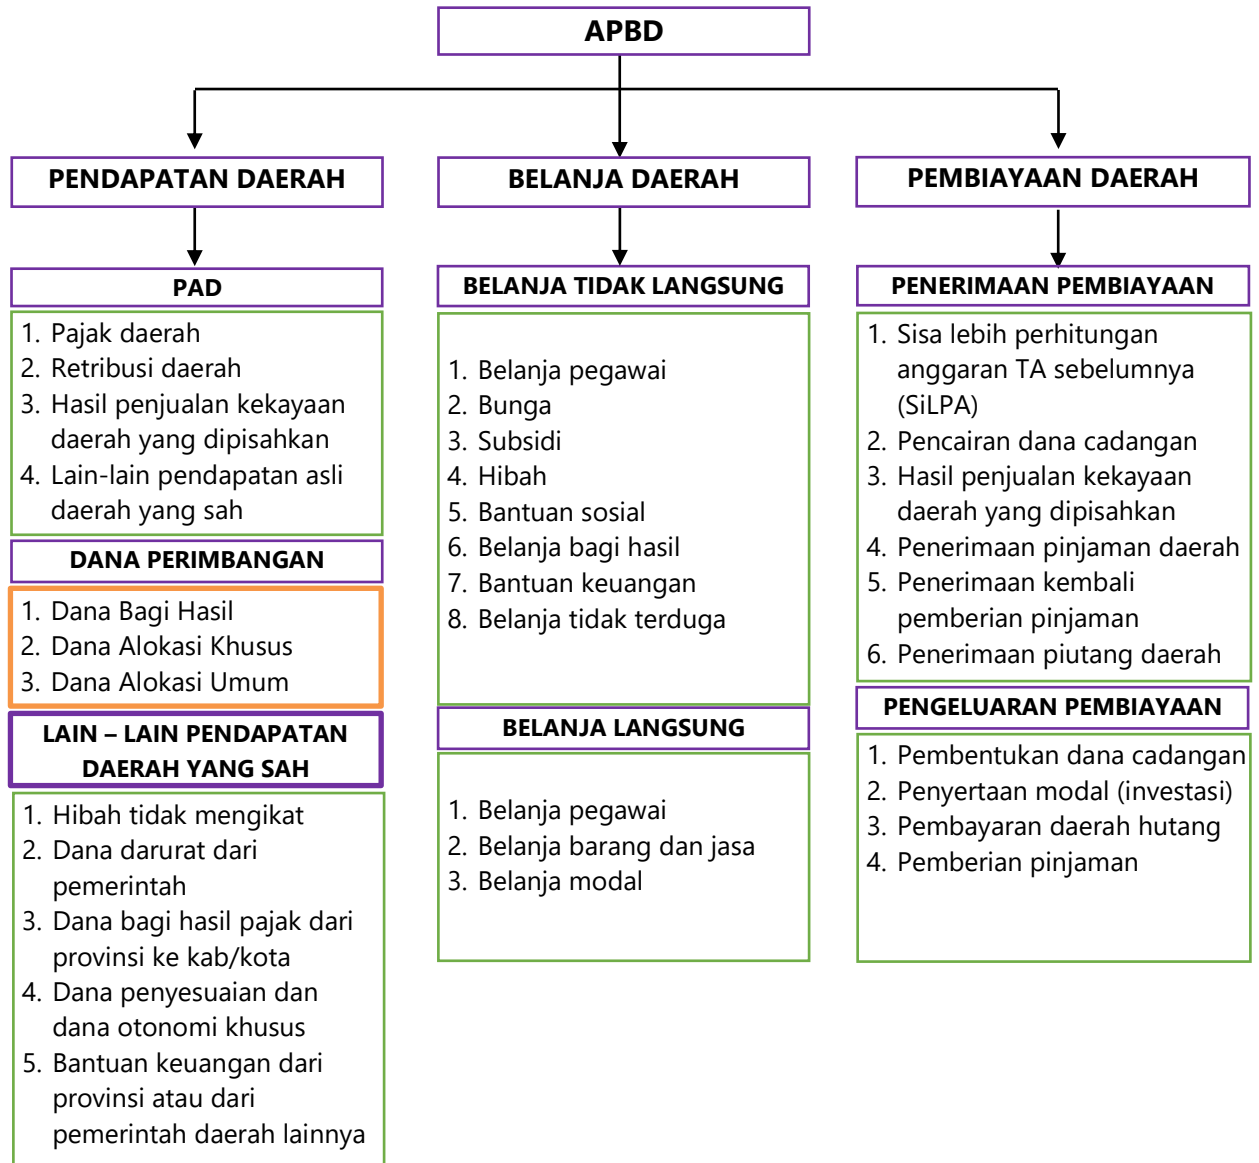 APBD
PENDAPATAN DAERAH
PAD
1. Pajak daerah
2. Retribusi daerah
3. Hasil penjualan kekayaan
daerah yang dipisahkan
4. Lain-lain pendapatan asli
daerah yang sah
DANA PERIMBANGAN
1. Dana Bagi Hasil
2. Dana Alokasi Khusus
3. Dana Alokasi Umum
LAIN – LAIN PENDAPATAN
DAERAH YANG SAH
1. Hibah tidak mengikat
2. Dana darurat dari
pemerintah
3. Dana bagi hasil pajak dari
provinsi ke kab/kota
4. Dana penyesuaian dan
dana otonomi khusus
5. Bantuan keuangan dari
provinsi atau dari
pemerintah daerah lainnya
BELANJA DAERAH
BELANJA TIDAK LANGSUNG
1. Belanja pegawai
2. Bunga
3. Subsidi
4. Hibah
5. Bantuan sosial
6. Belanja bagi hasil
7. Bantuan keuangan
8. Belanja tidak terduga
BELANJA LANGSUNG
1. Belanja pegawai
2. Belanja barang dan jasa
3. Belanja modal
PEMBIAYAAN DAERAH
PENERIMAAN PEMBIAYAAN
1. Sisa lebih perhitungan
anggaran TA sebelumnya
(SiLPA)
2. Pencairan dana cadangan
3. Hasil penjualan kekayaan
daerah yang dipisahkan
4. Penerimaan pinjaman daerah
5. Penerimaan kembali
pemberian pinjaman
6. Penerimaan piutang daerah
PENGELUARAN PEMBIAYAAN
1. Pembentukan dana cadangan
2. Penyertaan modal (investasi)
3. Pembayaran daerah hutang
4. Pemberian pinjaman